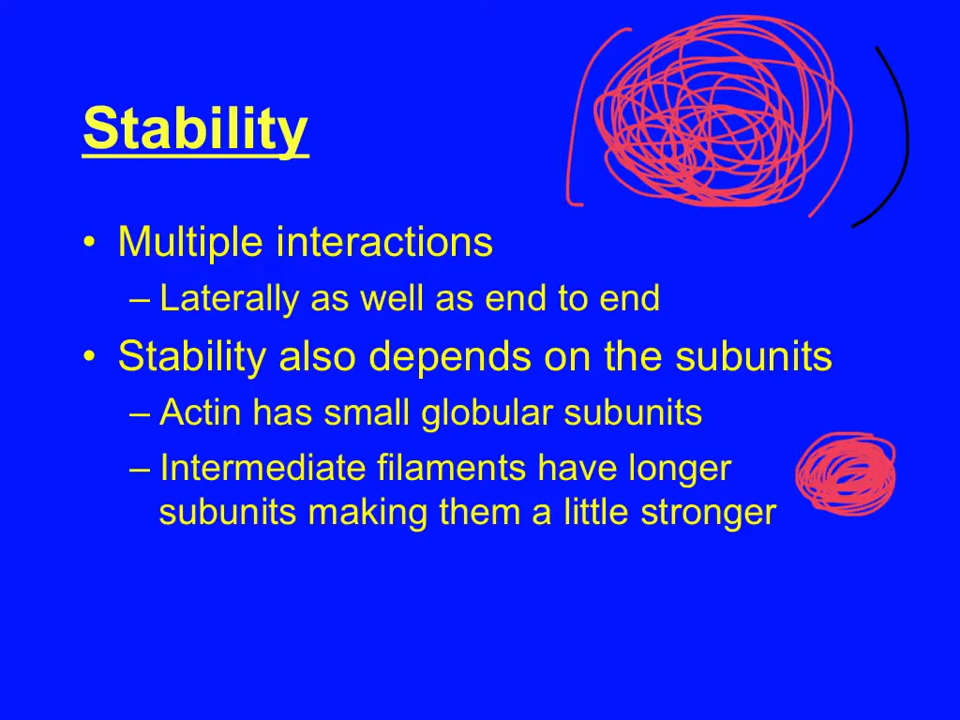 Stability
• Multiple interactions
– Laterally as well as end to end
• Stability also depends on the subunits
– Actin has small globular subunits
– Intermediate filaments have longer
subunits making them a little stronger